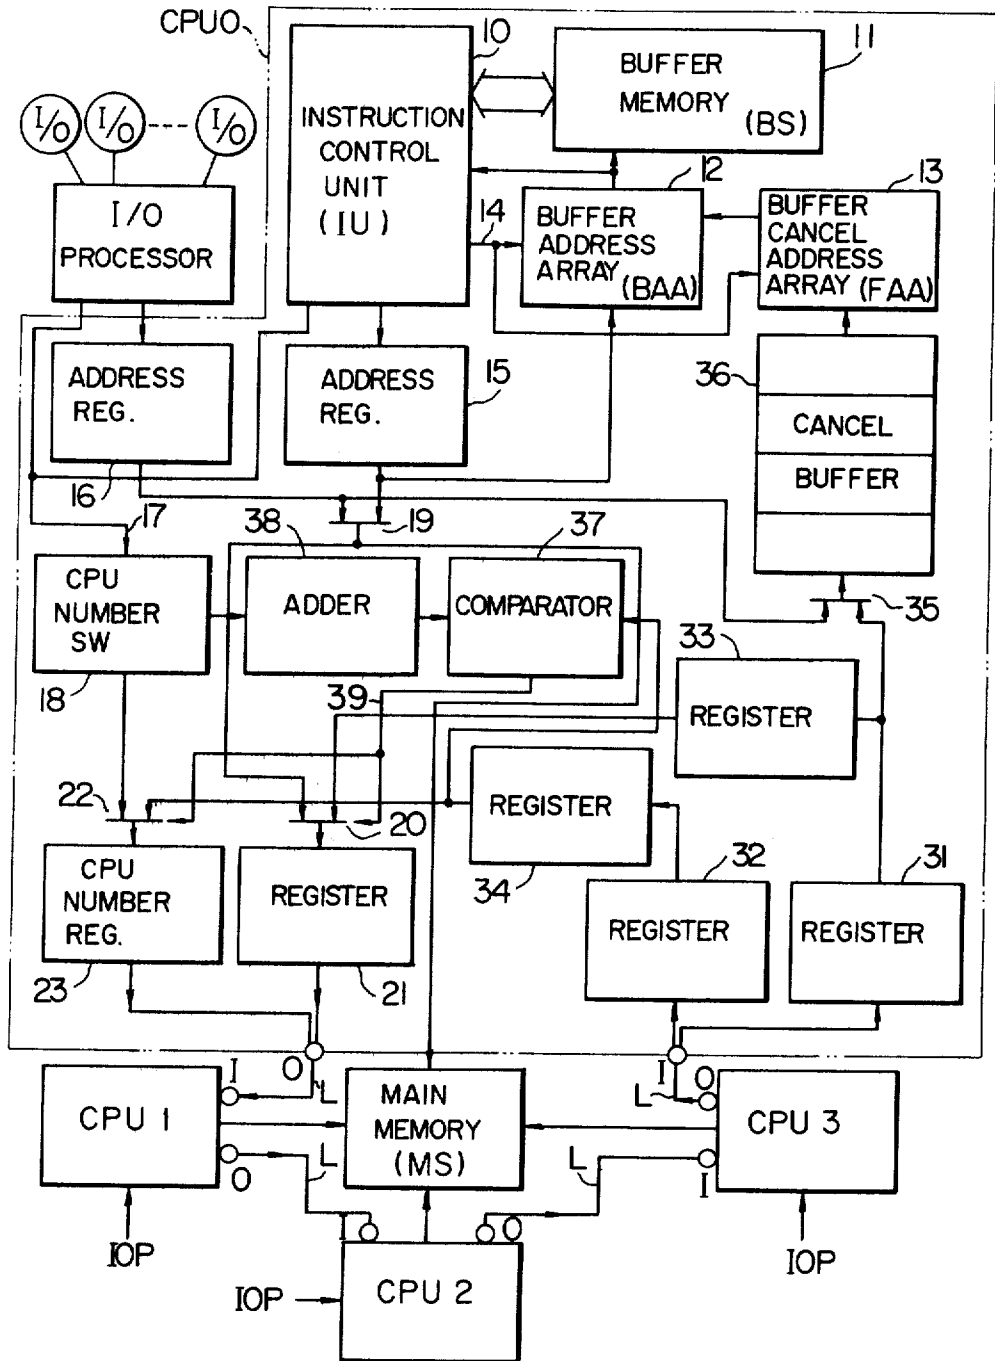 CPU0
10
11
INSTRUCTION
CONTROL
UNIT
(IU)
BUFFER
MEMORY
(BS)
I/O
I/O
I/O
I/O
PROCESSOR
14
12
BUFFER
ADDRESS
ARRAY
(BAA)
13
BUFFER
CANCEL
ADDRESS
ARRAY
(FAA)
ADDRESS
REG.
16
ADDRESS
REG.
15
36
CANCEL
BUFFER
17
19
35
CPU
NUMBER
SW
18
38
ADDER
37
COMPARATOR
39
33
REGISTER
22
20
CPU
NUMBER
REG.
23
REGISTER
21
REGISTER
34
32
REGISTER
31
REGISTER
O
I
I
L
CPU 1
O
L
MAIN
MEMORY
(MS)
L
O
CPU 3
L
I
IOP
I
O
CPU 2
IOP
IOP